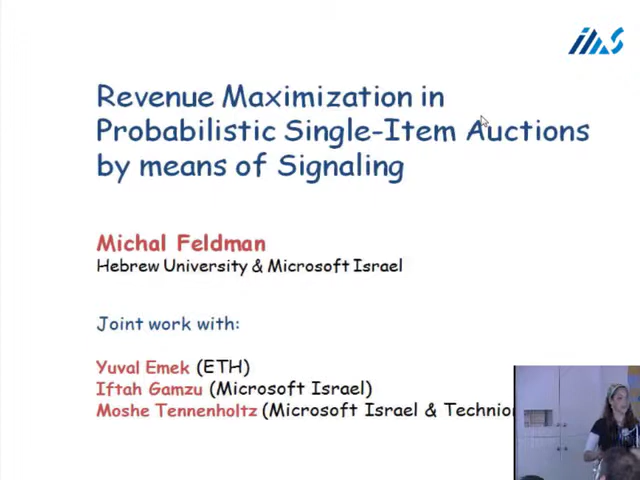 ims
Revenue Maximization in
Probabilistic Single-Item Auctions
by means of Signaling
Michal Feldman
Hebrew University & Microsoft Israel
Joint work with:
Yuval Emek (ETH)
Iftah Gamzu (Microsoft Israel)
Moshe Tennenholtz (Microsoft Israel & Technion